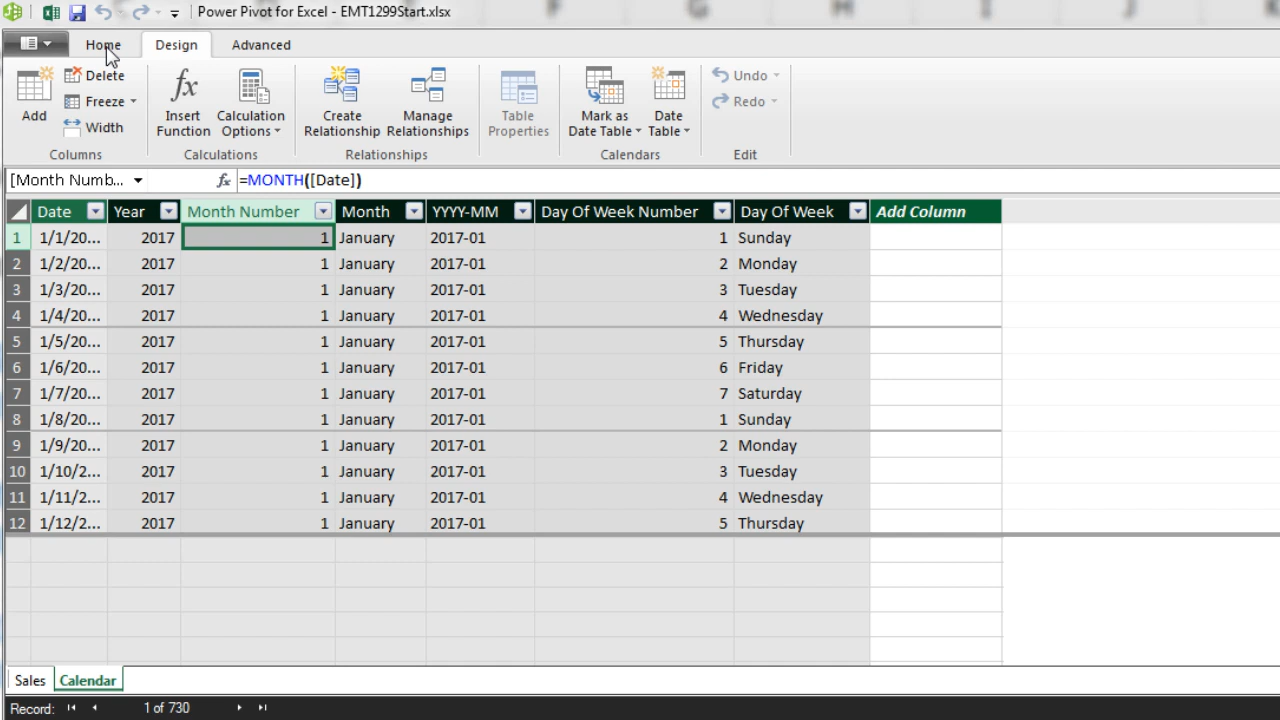 Power Pivot for Excel - EMT1299Start.xlsx
Home Design Advanced
Add
Delete
Freeze
Width
Columns
Insert Function
Calculation Options
Calculations
Create Relationship
Manage Relationships
Relationships
Table Properties
Mark as Date Table
Date Table
Calendars
Undo
Redo
Edit
[Month Numb... fx =MONTH([Date])
Date Year Month Number Month YYYY-MM Day Of Week Number Day Of Week Add Column
1 1/1/20... 2017 1 January 2017-01 1 Sunday
2 1/2/20... 2017 1 January 2017-01 2 Monday
3 1/3/20... 2017 1 January 2017-01 3 Tuesday
4 1/4/20... 2017 1 January 2017-01 4 Wednesday
5 1/5/20... 2017 1 January 2017-01 5 Thursday
6 1/6/20... 2017 1 January 2017-01 6 Friday
7 1/7/20... 2017 1 January 2017-01 7 Saturday
8 1/8/20... 2017 1 January 2017-01 1 Sunday
9 1/9/20... 2017 1 January 2017-01 2 Monday
10 1/10/2... 2017 1 January 2017-01 3 Tuesday
11 1/11/2... 2017 1 January 2017-01 4 Wednesday
12 1/12/2... 2017 1 January 2017-01 5 Thursday
Sales Calendar
Record: 1 of 730